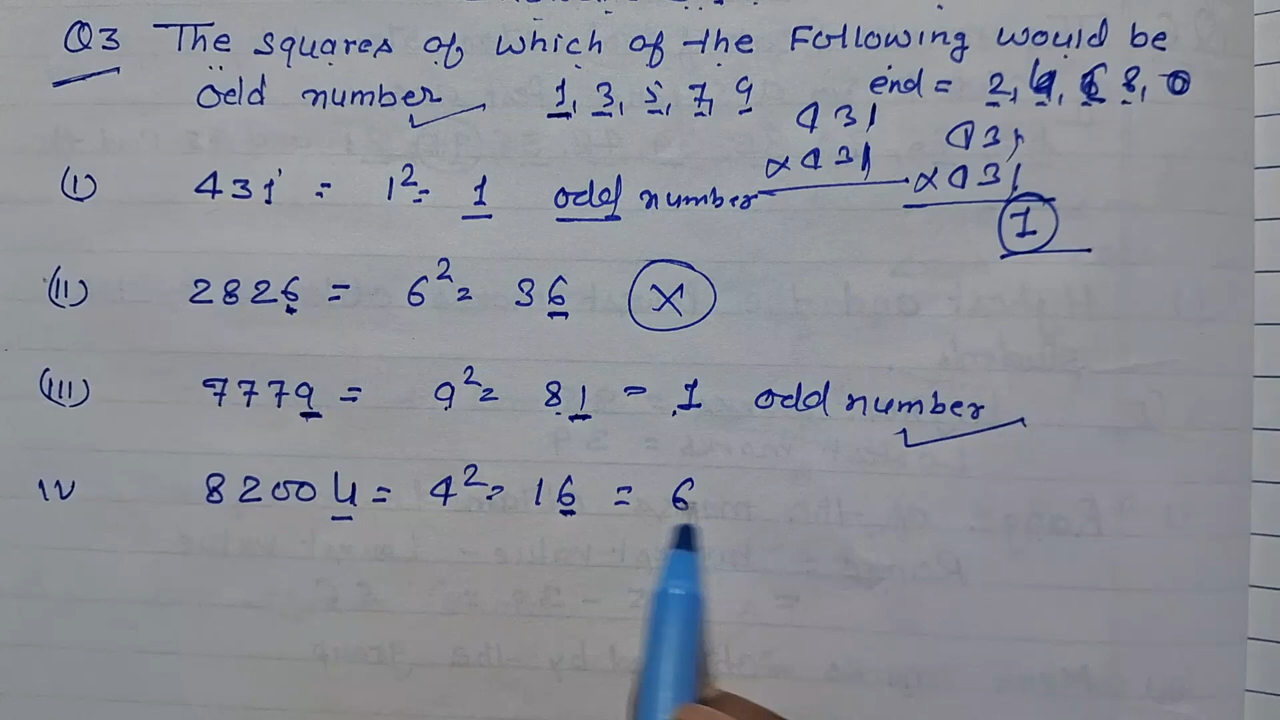 Q3 The squares of which of the Following would be
odd number 1, 3, 5, 7, 9 end = 2, 4, 6 8, 0
(I) 431 = 1² = 1 odd number
431
x 431
431
x 431
1
(II) 2826 = 6² = 36 X
(III) 7779 = 9² = 81 = 1 odd number
IV 82004 = 4² = 16 = 6